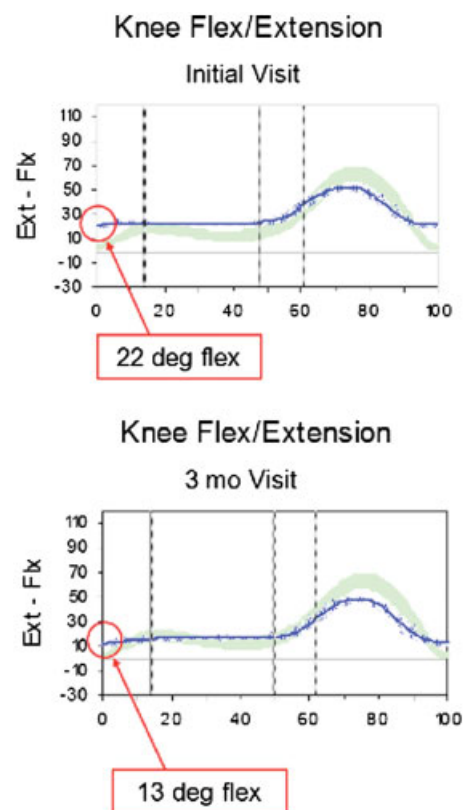 Knee Flex/Extension
Initial Visit
Ext - Flx
110
90
70
50
30
10
-10
-30
0 20 40 60 80 100
22 deg flex
Knee Flex/Extension
3 mo Visit
Ext - Flx
110
90
70
50
30
10
-10
-30
0 20 40 60 80 100
13 deg flex